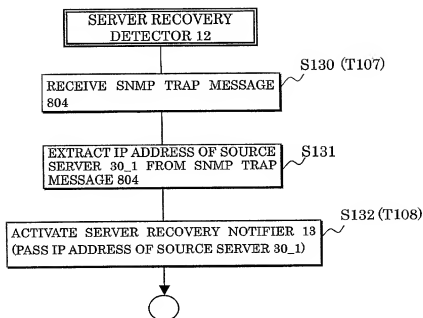 SERVER RECOVERY
DETECTOR 12
S130 (T107)
RECEIVE SNMP TRAP MESSAGE
804
S131
EXTRACT IP ADDRESS OF SOURCE
SERVER 30_1 FROM SNMP TRAP
MESSAGE 804
S132 (T108)
ACTIVATE SERVER RECOVERY NOTIFIER 13
(PASS IP ADDRESS OF SOURCE SERVER 30_1)